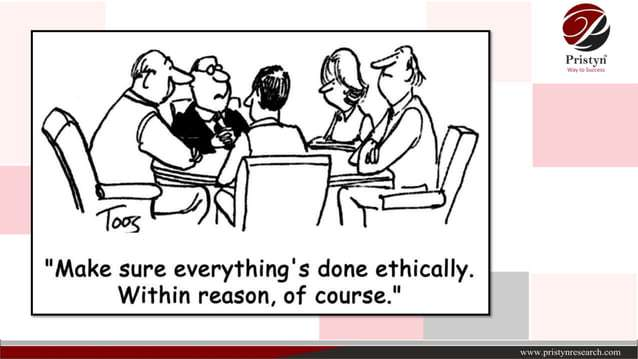 Pristyn®
Way to Success
Toos
"Make sure everything's done ethically.
Within reason, of course."
www.pristynresearch.com